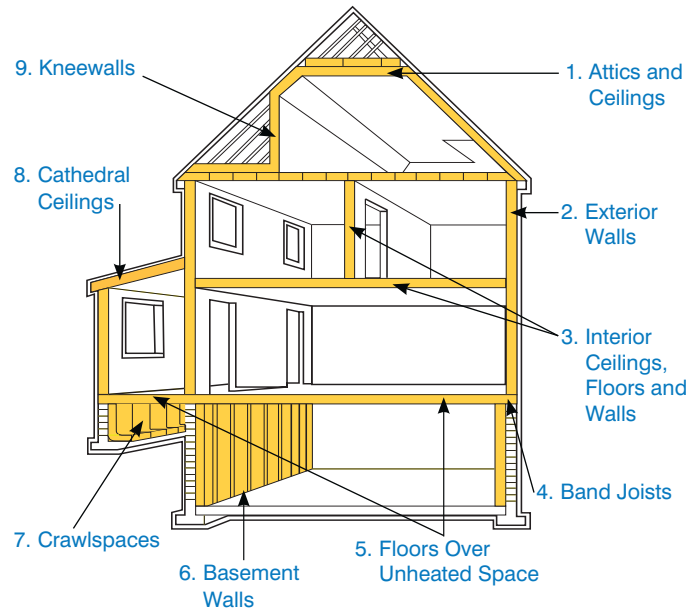 1. Attics and
Ceilings
2. Exterior
Walls
3. Interior
Ceilings,
Floors and
Walls
4. Band Joists
5. Floors Over
Unheated Space
6. Basement
Walls
7. Crawlspaces
8. Cathedral
Ceilings
9. Kneewalls